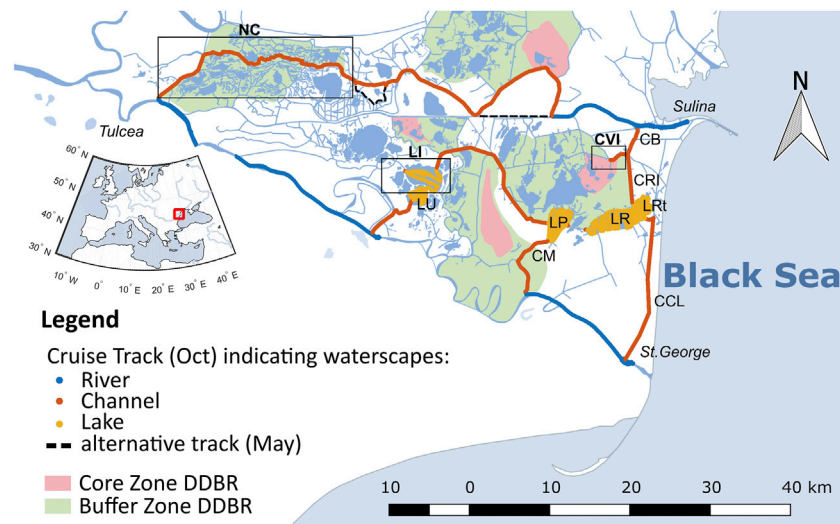 NC
N
Sulina
Tulcea
CB
CVI
LI
CRI
LU
LRt
LP
LR
CM
Black Sea
CCL
St.George
60°N
50°N
40°N
30°N
10°W
0°
10°E
20°E
30°E
40°E
Legend
Cruise Track (Oct) indicating waterscapes:
River
Channel
Lake
alternative track (May)
Core Zone DDBR
Buffer Zone DDBR
10 0 10 20 30 40 km